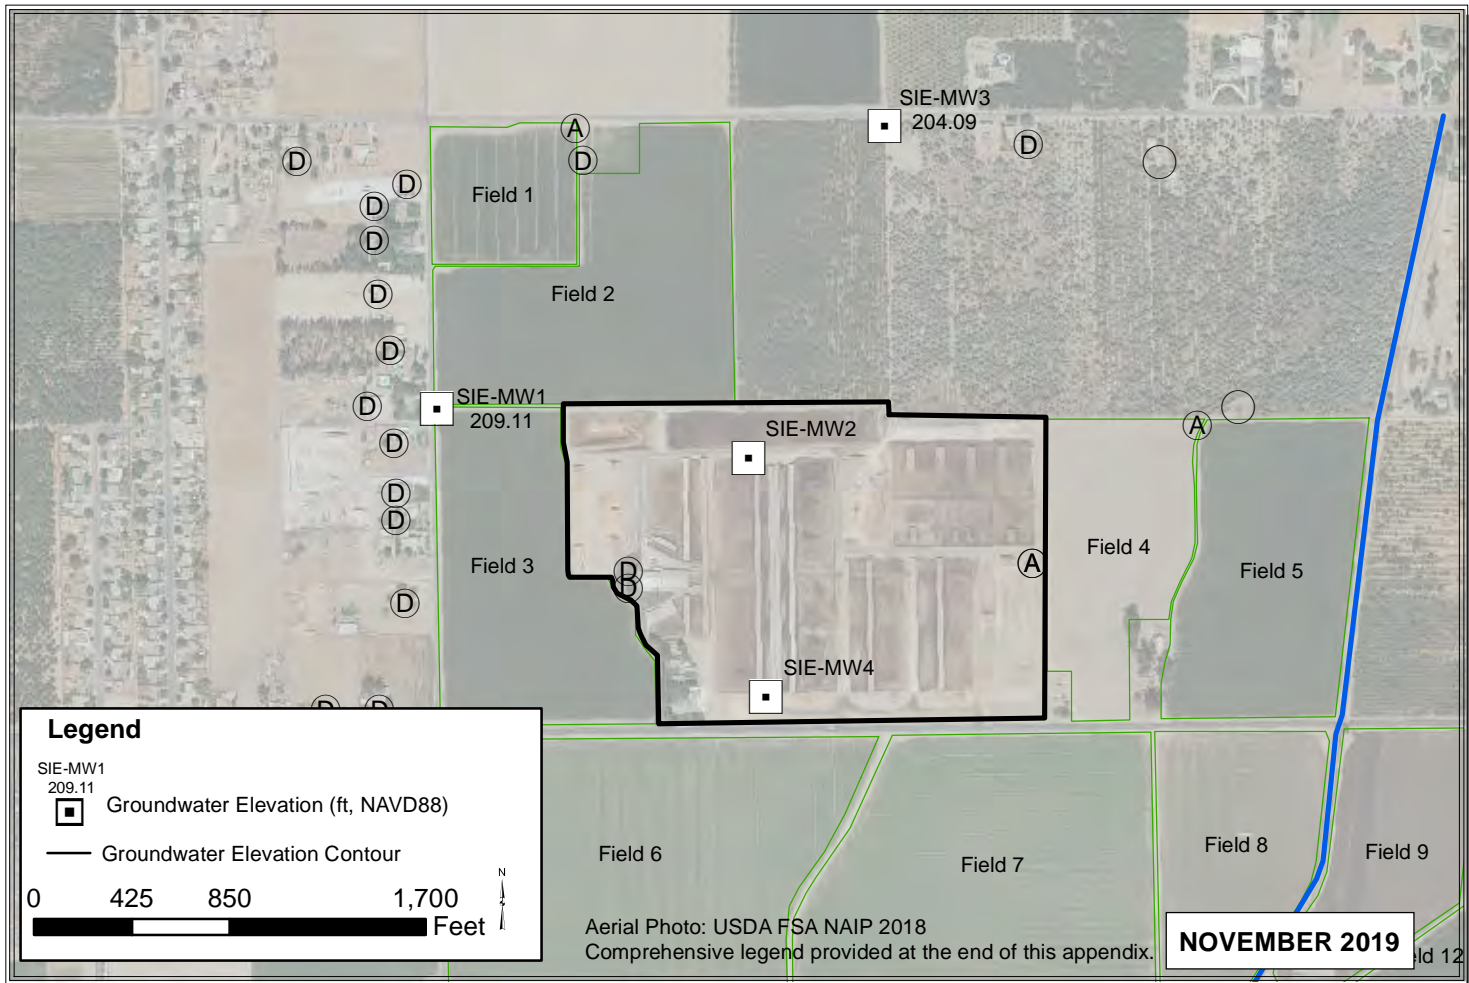 SIE-MW3
204.09
A
D
D
D
D
Field 1
D
D
D
Field 2
D
D
SIE-MW1
209.11
A
D
SIE-MW2
D
D
Field 3
D
D
A
Field 4
Field 5
D
SIE-MW4
D
D
Legend
SIE-MW1
209.11
Groundwater Elevation (ft, NAVD88)
Groundwater Elevation Contour
N
0 425 850 1,700
Feet
Field 6
Field 7
Field 8
Field 9
Aerial Photo: USDA FSA NAIP 2018
Comprehensive legend provided at the end of this appendix.
NOVEMBER 2019
eld 12